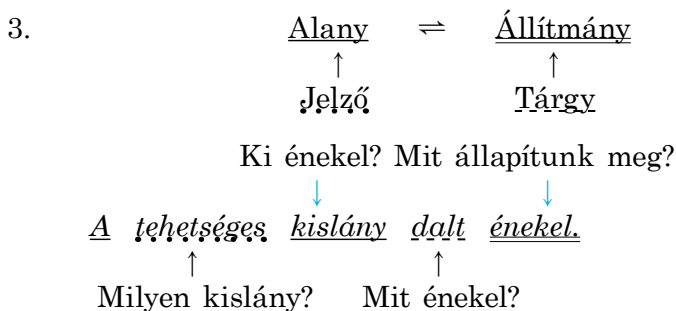 3. Alany ⇌ Állítmány
↑ ↑
Jelző Tárgy
Ki énekel? Mit állapítunk meg?
↓ ↓
A tehetséges kislány dalt énekel.
↑ ↑
Milyen kislány? Mit énekel?